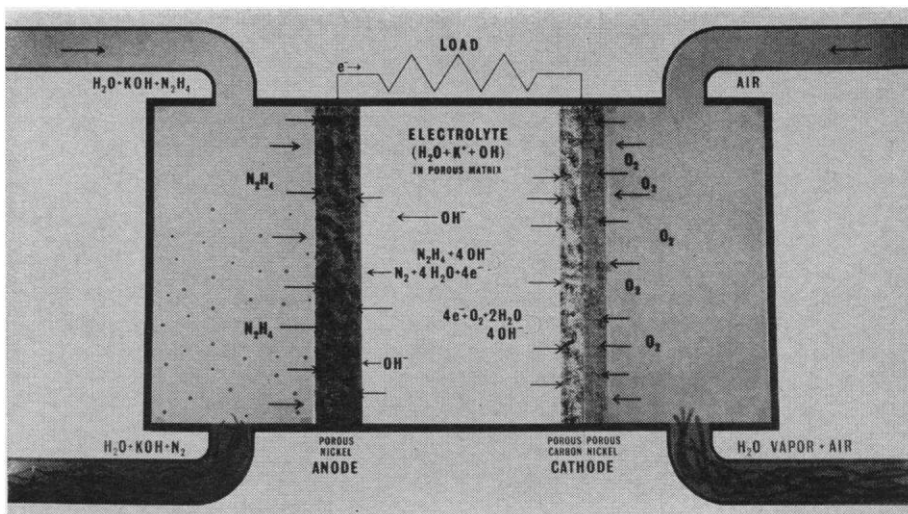 LOAD
e⁻→
H₂O+KOH+N₂H₄
AIR
ELECTROLYTE
(H₂O+K⁺+OH)
IN POROUS MATRIX
O₂
O₂
N₂H₄
OH⁻
O₂
N₂H₄+4OH⁻
N₂+4H₂O+4e⁻
O₂
4e⁻+O₂+2H₂O
4OH⁻
N₂H₄
O₂
OH⁻
H₂O+KOH+N₂
POROUS
NICKEL
ANODE
POROUS POROUS
CARBON NICKEL
CATHODE
H₂O VAPOR + AIR